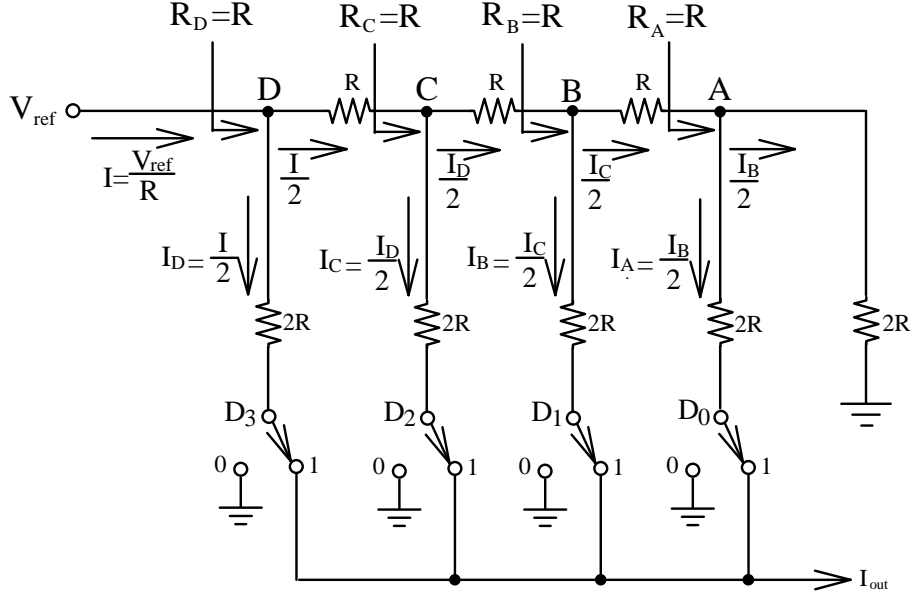 R_D=R R_C=R R_B=R R_A=R
R R R
D C B A
V_ref
I=V_ref/R I/2 I_D/2 I_C/2 I_B/2
I_D=I/2 I_C=I_D/2 I_B=I_C/2 I_A=I_B/2
2R 2R 2R 2R 2R
D_3 D_2 D_1 D_0
0 1 0 1 0 1 0 1
I_out